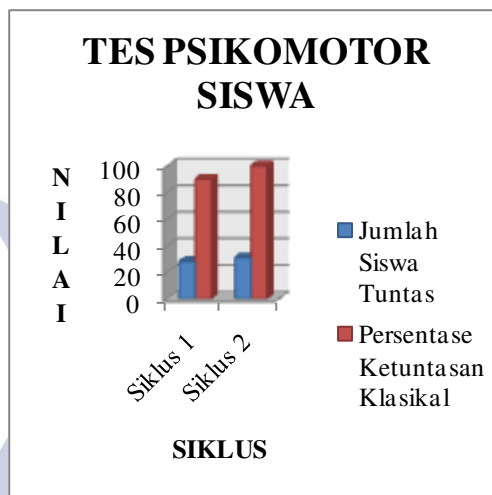 TES PSIKOMOTOR
SISWA
N
I
L
A
I
100
80
60
40
20
0
Siklus 1
Siklus 2
SIKLUS
Jumlah
Siswa
Tuntas
Persentase
Ketuntasan
Klasikal